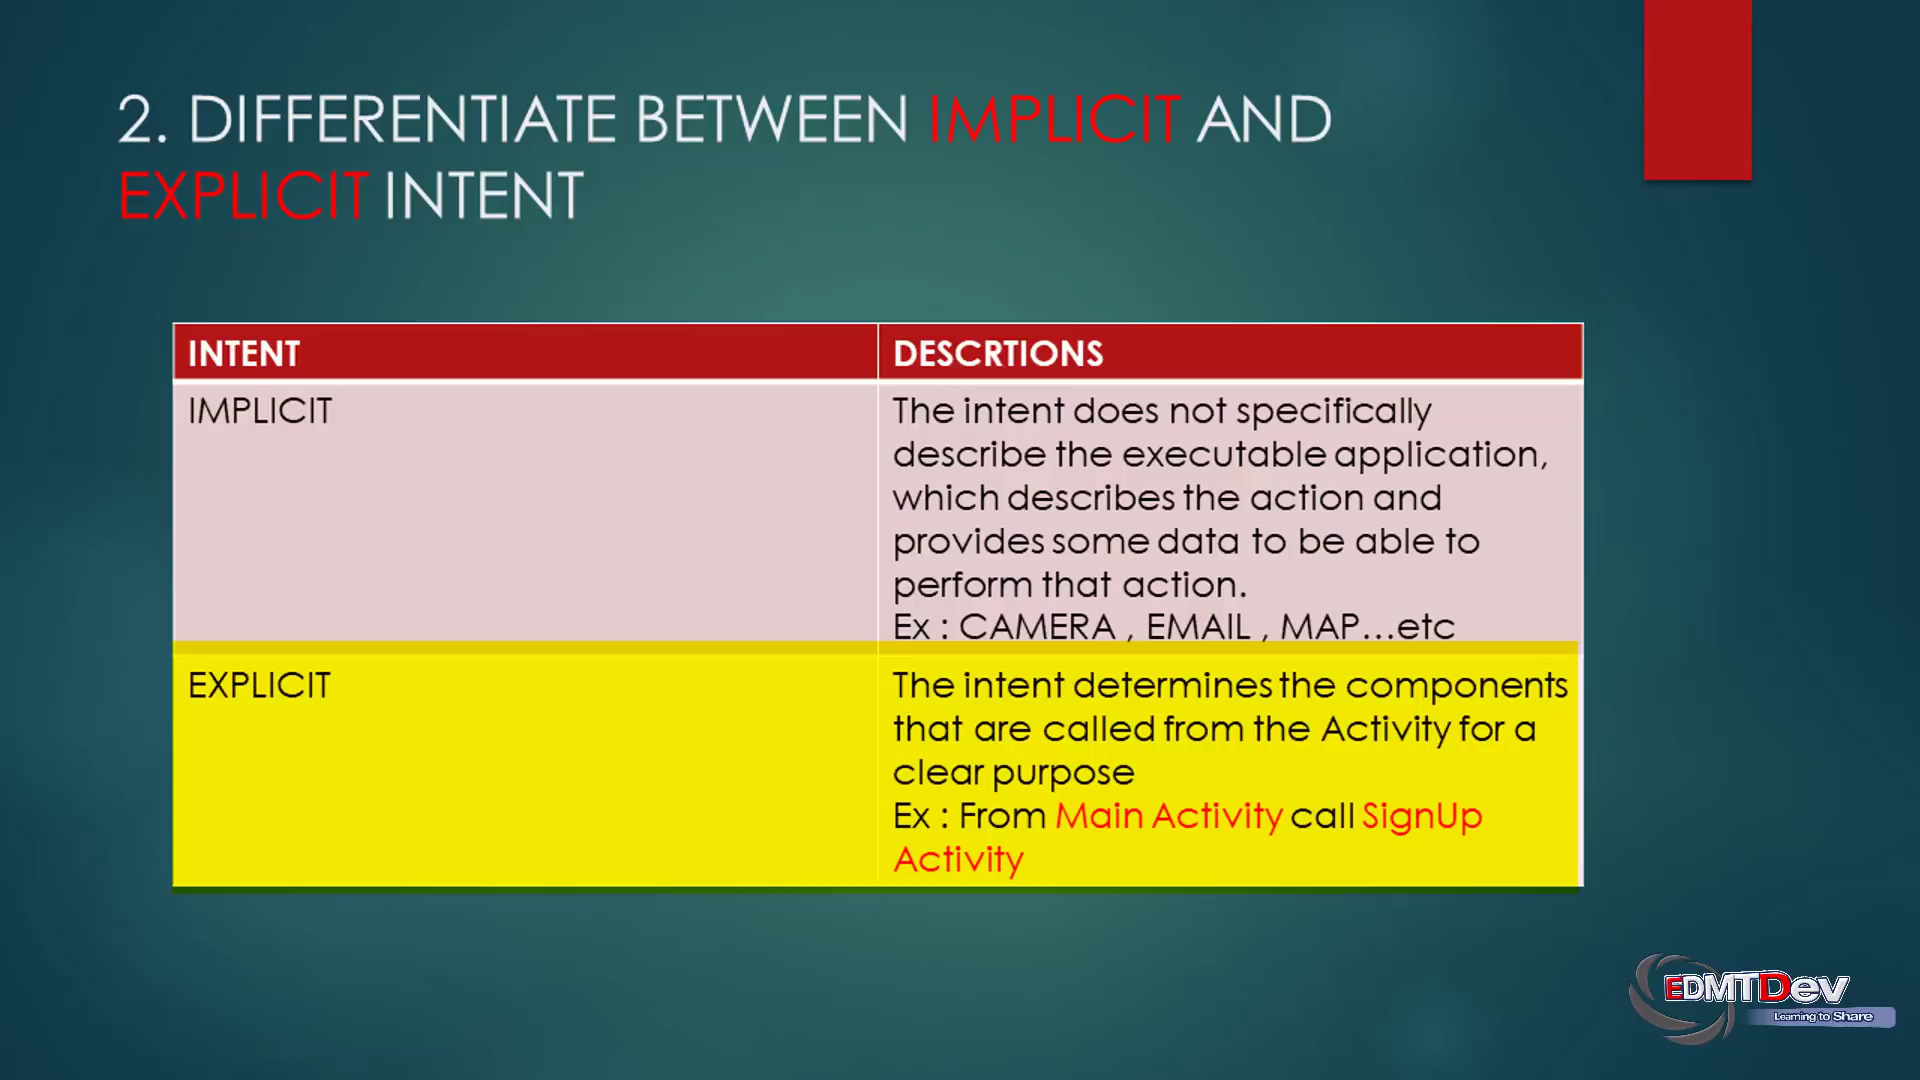 2. DIFFERENTIATE BETWEEN IMPLICIT AND
EXPLICIT INTENT
INTENT
DESCRTIONS
IMPLICIT
The intent does not specifically
describe the executable application,
which describes the action and
provides some data to be able to
perform that action.
Ex : CAMERA , EMAIL , MAP...etc
EXPLICIT
The intent determines the components
that are called from the Activity for a
clear purpose
Ex : From Main Activity call SignUp
Activity
EDMTDev
Learning to Share